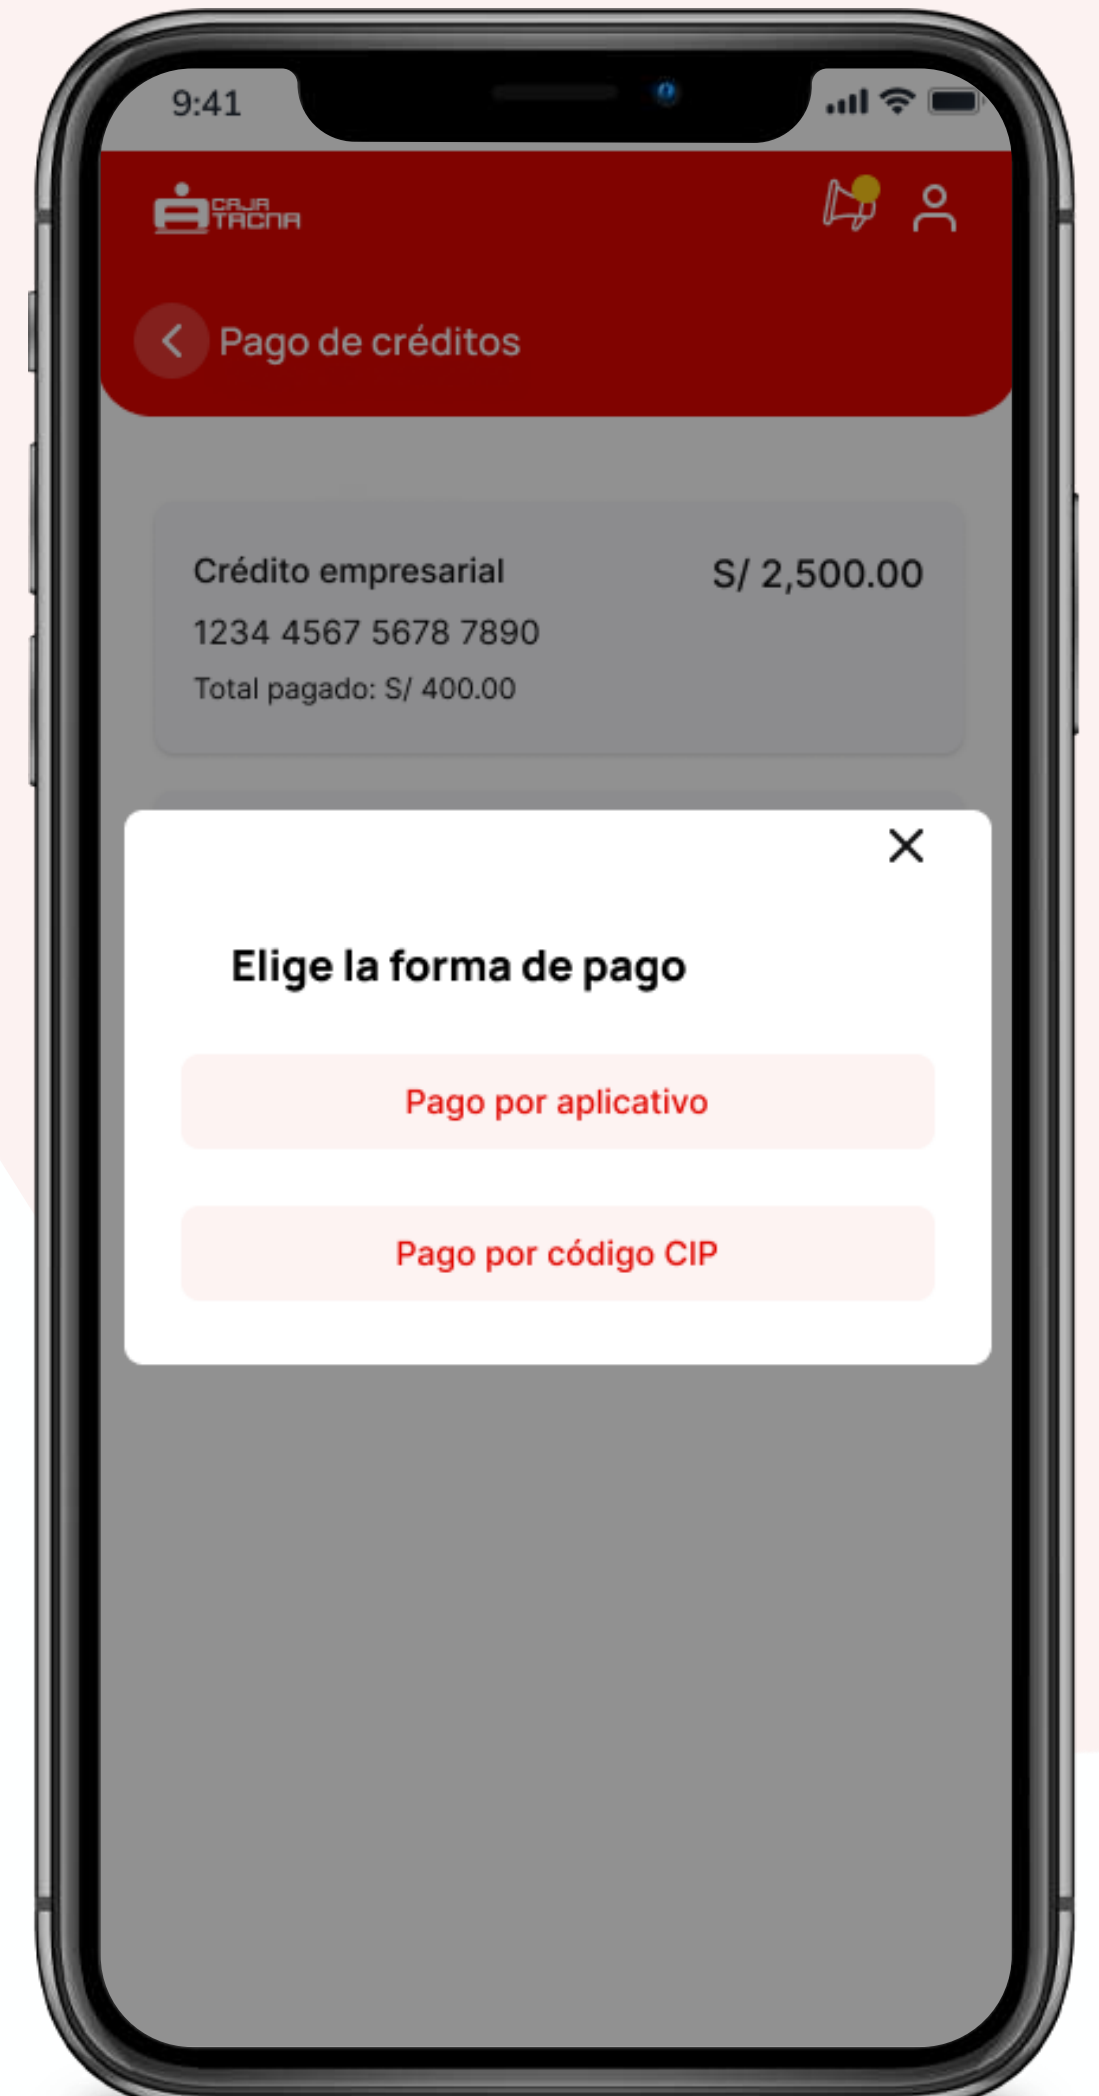 9:41
CAJA
TACNA
Pago de créditos
Crédito empresarial S/ 2,500.00
1234 4567 5678 7890
Total pagado: S/ 400.00
Elige la forma de pago
Pago por aplicativo
Pago por código CIP